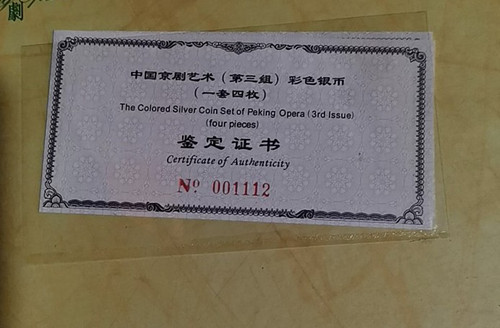 劇
中国京剧艺术（第三组）彩色银币
（一套四枚）
The Colored Silver Coin Set of Peking Opera (3rd Issue)
(four pieces)
鉴定证书
Certificate of Authenticity
Nº 001112